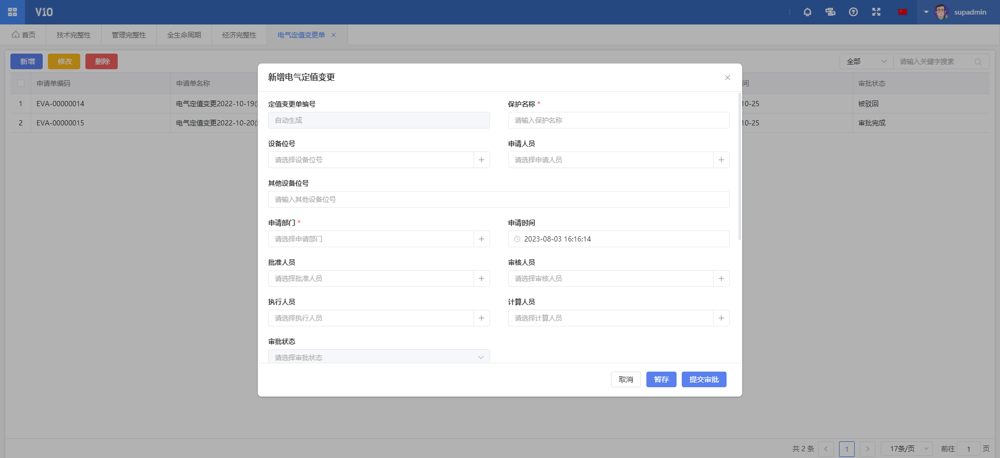 V10
supadmin
首页 技术完整性 管理完整性 全生命周期 经济完整性 电气定值变更单
新增 修改 删除 全部 请输入关键字搜索
申请单编码 申请单名称 间 审批状态
1 EVA-00000014 电气定值变更2022-10-19( 10-25 被驳回
2 EVA-00000015 电气定值变更2022-10-20( 10-25 审批完成
新增电气定值变更
定值变更单编号 保护名称 *
自动生成 请输入保护名称
设备位号 申请人员
请选择设备位号 请选择申请人员
其他设备位号
请输入其他设备位号
申请部门 * 申请时间
请选择申请部门 2023-08-03 16:16:14
批准人员 审核人员
请选择批准人员 请选择审核人员
执行人员 计算人员
请选择执行人员 请选择计算人员
审批状态
请选择审批状态
取消 暂存 提交审批
共 2 条 1 17条/页 前往 1 页